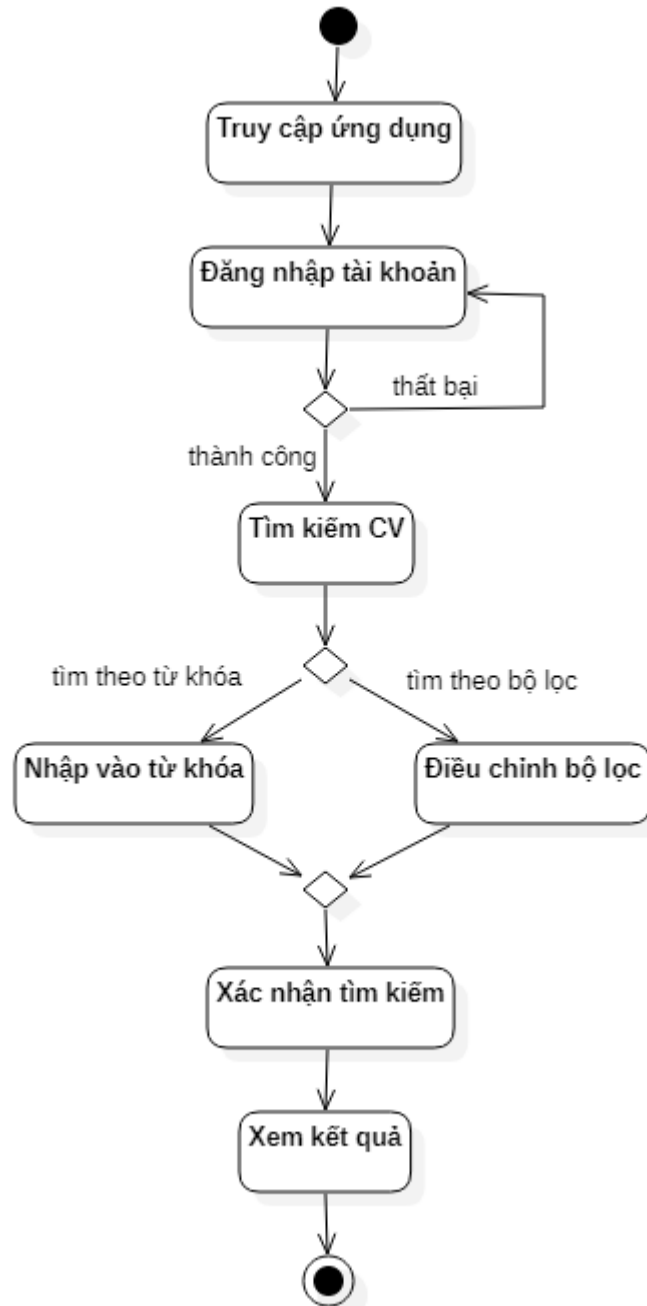 Truy cập ứng dụng
Đăng nhập tài khoản
thất bại
thành công
Tìm kiếm CV
tìm theo từ khóa
tìm theo bộ lọc
Nhập vào từ khóa
Điều chỉnh bộ lọc
Xác nhận tìm kiếm
Xem kết quả